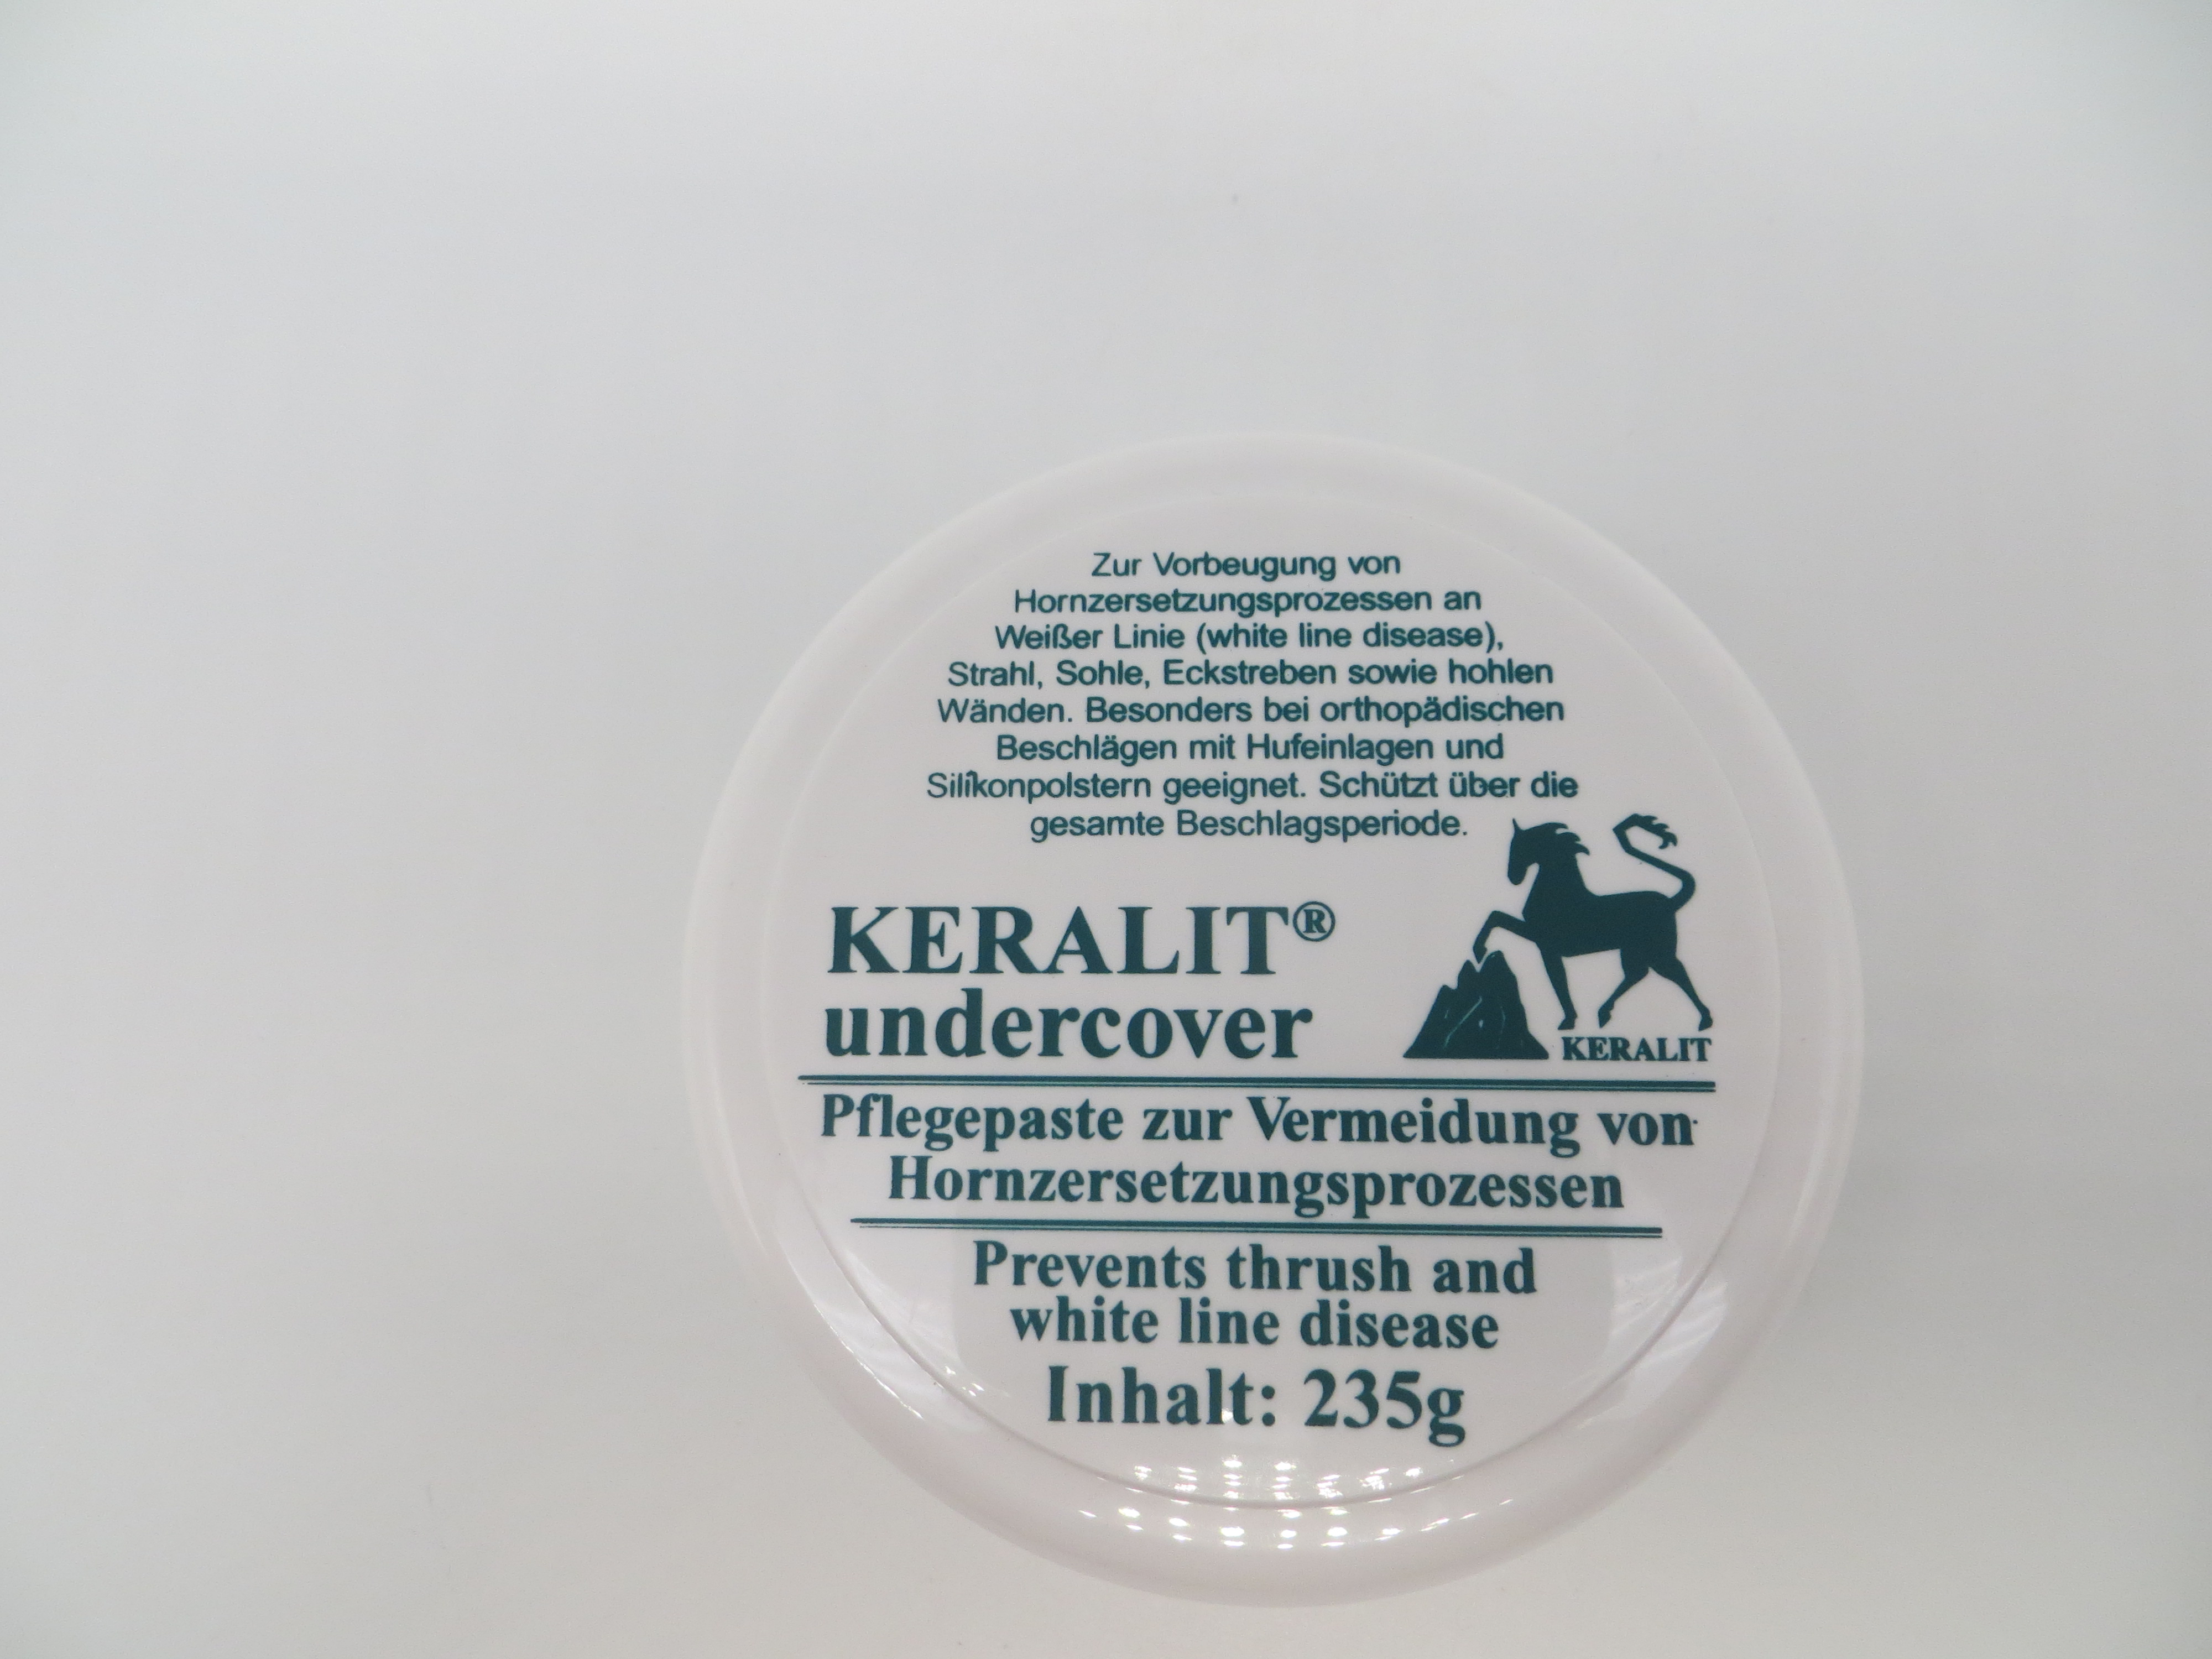 Zur Vorbeugung von
Hornzersetzungsprozessen an
Weißer Linie (white line disease),
Strahl, Sohle, Eckstreben sowie hohlen
Wänden. Besonders bei orthopädischen
Beschlägen mit Hufeinlagen und
Silikonpolstern geeignet. Schützt über die
gesamte Beschlagsperiode.
KERALIT®
undercover
KERALIT
Pflegepaste zur Vermeidung von
Hornzersetzungsprozessen
Prevents thrush and
white line disease
Inhalt: 235g